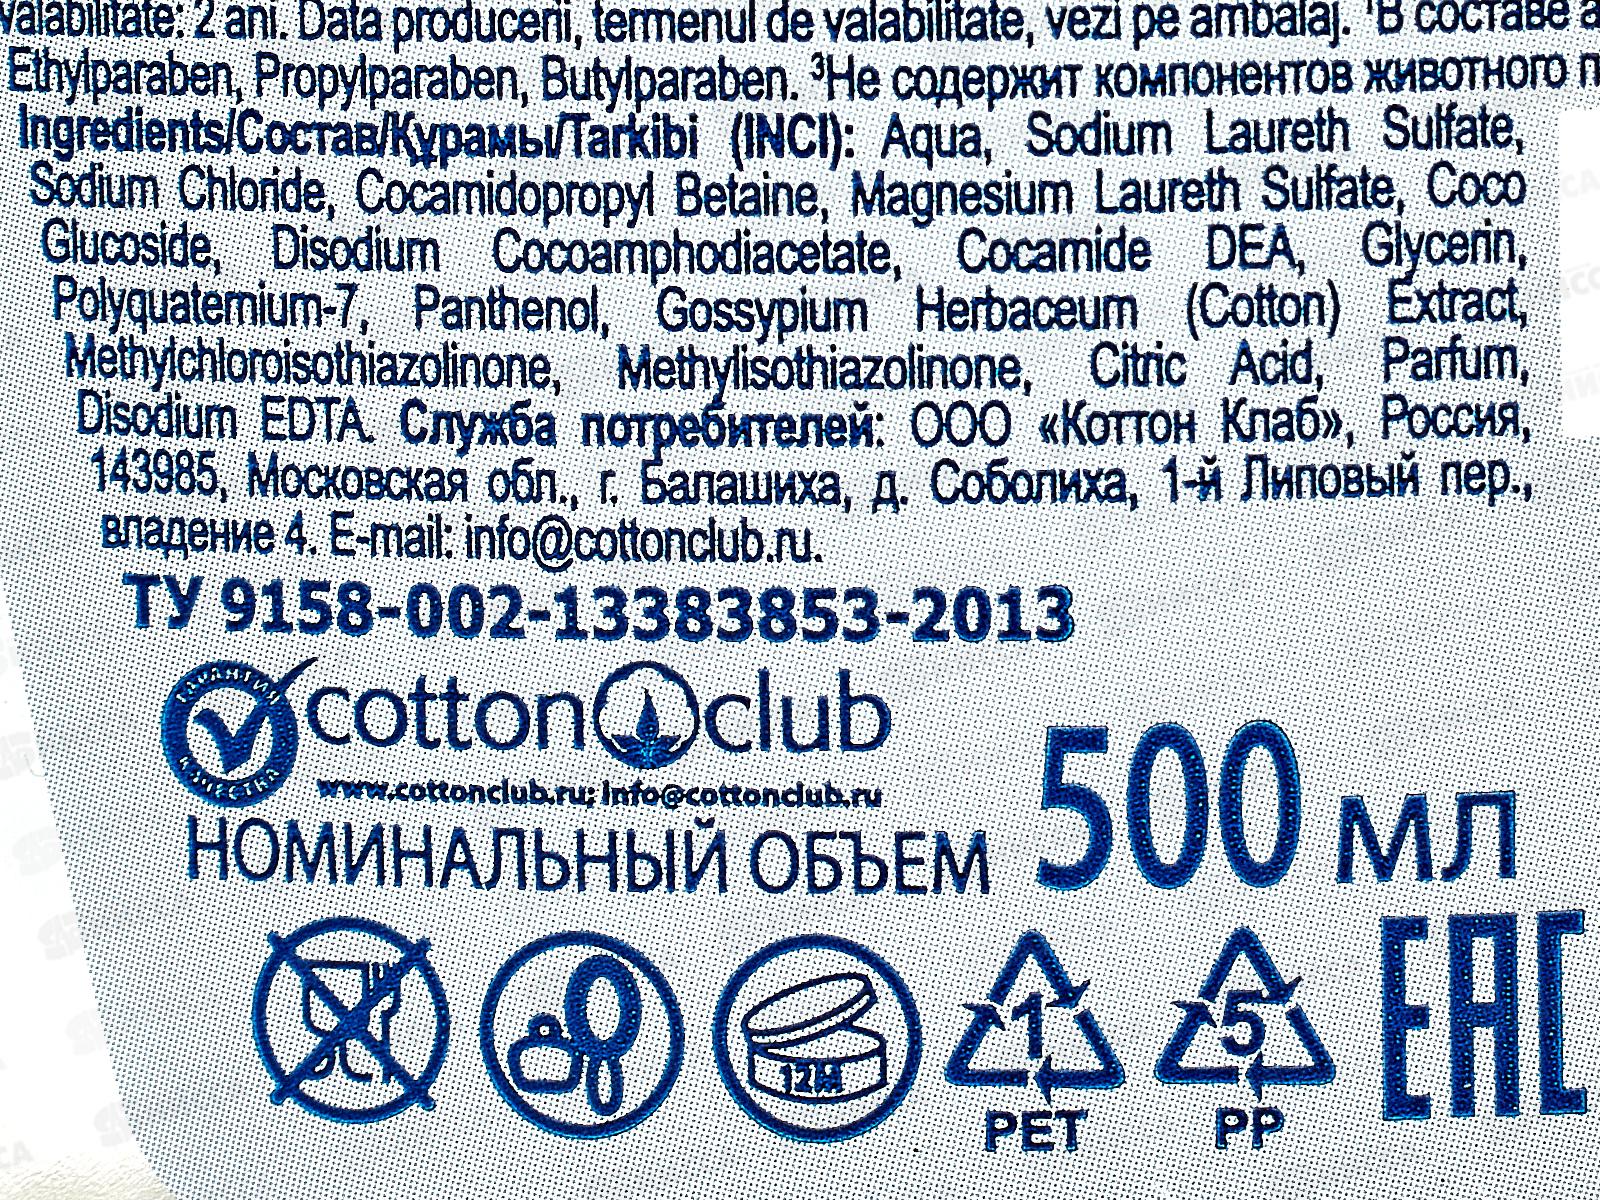 valabilitate: 2 ani. Data producerii, termenul de valabilitate, vezi pe ambalaj. ¹В составе
Ethylparaben, Propylparaben, Butylparaben. ³Не содержит компонентов животного
Ingredients/Состав/Құрамы/Tarkibi (INCI): Aqua, Sodium Laureth Sulfate,
Sodium Chloride, Cocamidopropyl Betaine, Magnesium Laureth Sulfate, Coco
Glucoside, Disodium Cocoamphodiacetate, Cocamide DEA, Glycerin,
Polyquaternium-7, Panthenol, Gossypium Herbaceum (Cotton) Extract,
Methylchloroisothiazolinone, Methylisothiazolinone, Citric Acid, Parfum,
Disodium EDTA. Служба потребителей: ООО «Коттон Клаб», Россия,
143985, Московская обл., г. Балашиха, д. Соболиха, 1-й Липовый пер.,
владение 4. E-mail: info@cottonclub.ru.
ТУ 9158-002-13383853-2013
ГАРАНТИЯ КАЧЕСТВА
cotton club
www.cottonclub.ru; info@cottonclub.ru
НОМИНАЛЬНЫЙ ОБЪЕМ 500 мл
12M
1
PET
5
PP
EAC